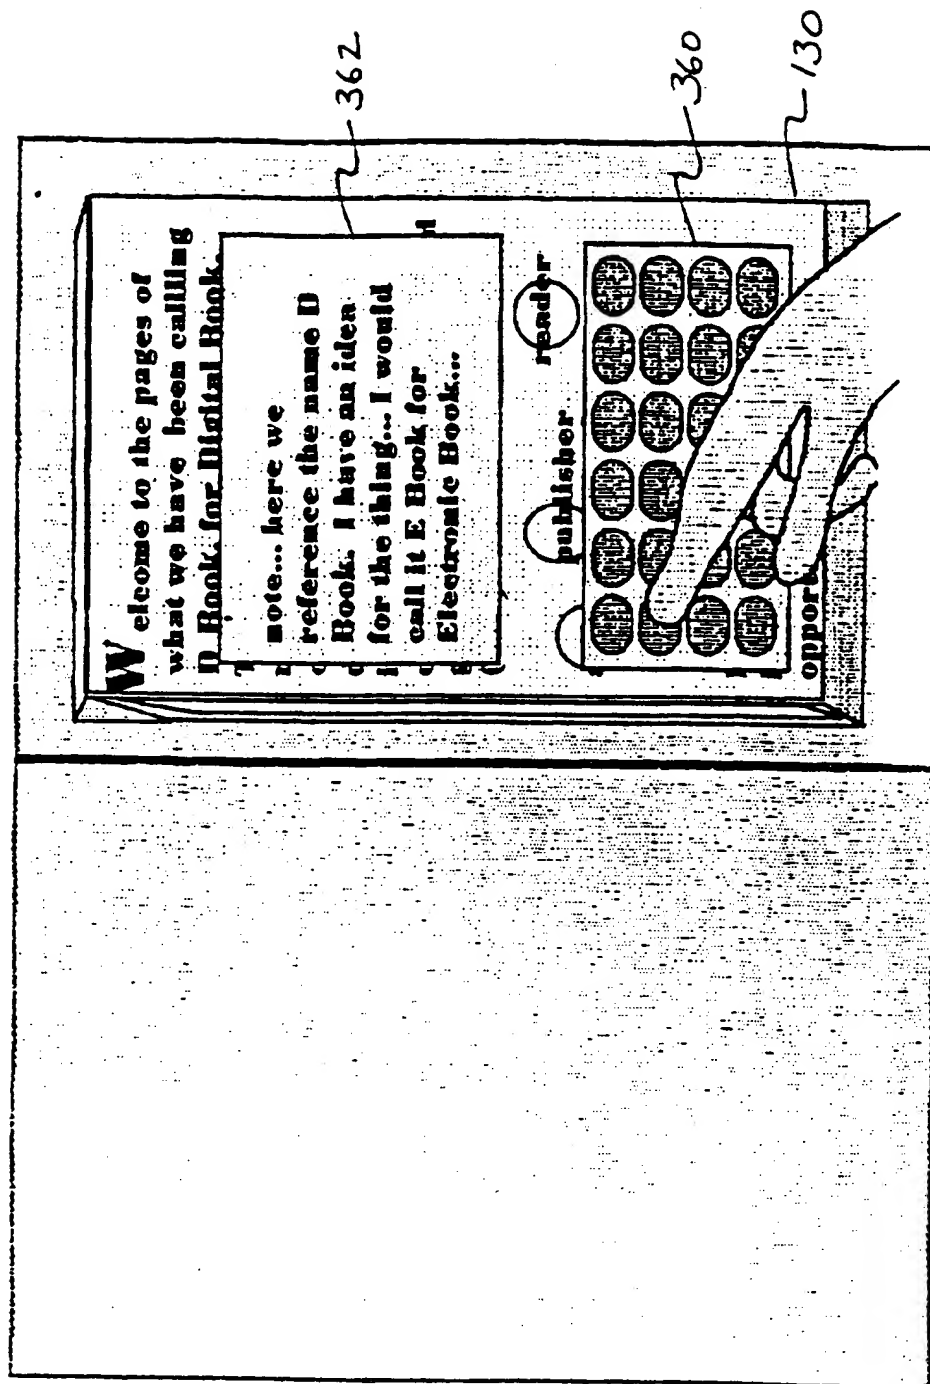 Welcome to the pages of
what we have been callling
D Book, for Digital Book.
note... here we
reference the name D
Book. I have an idea
for the thing... I would
call it E Book for
Electronic Book...
publisher
reader
362
360
130